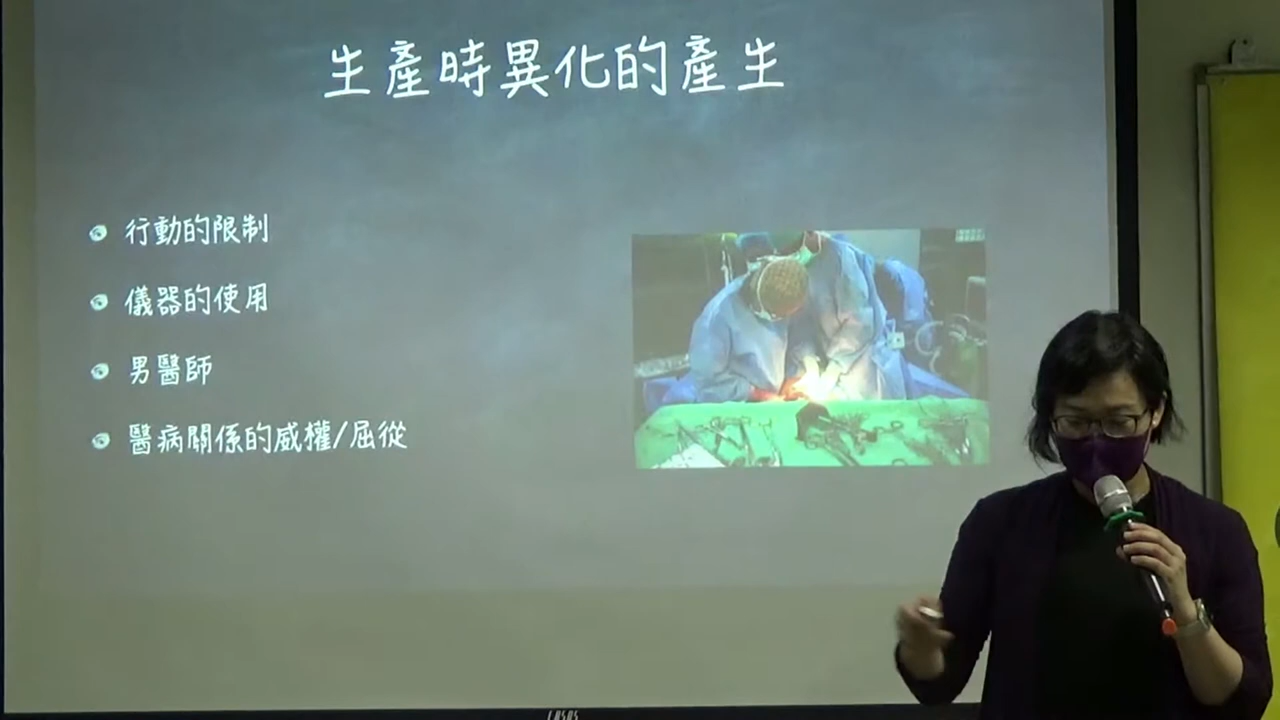 生產時異化的產生
行動的限制
儀器的使用
男醫師
醫病關係的威權/屈從